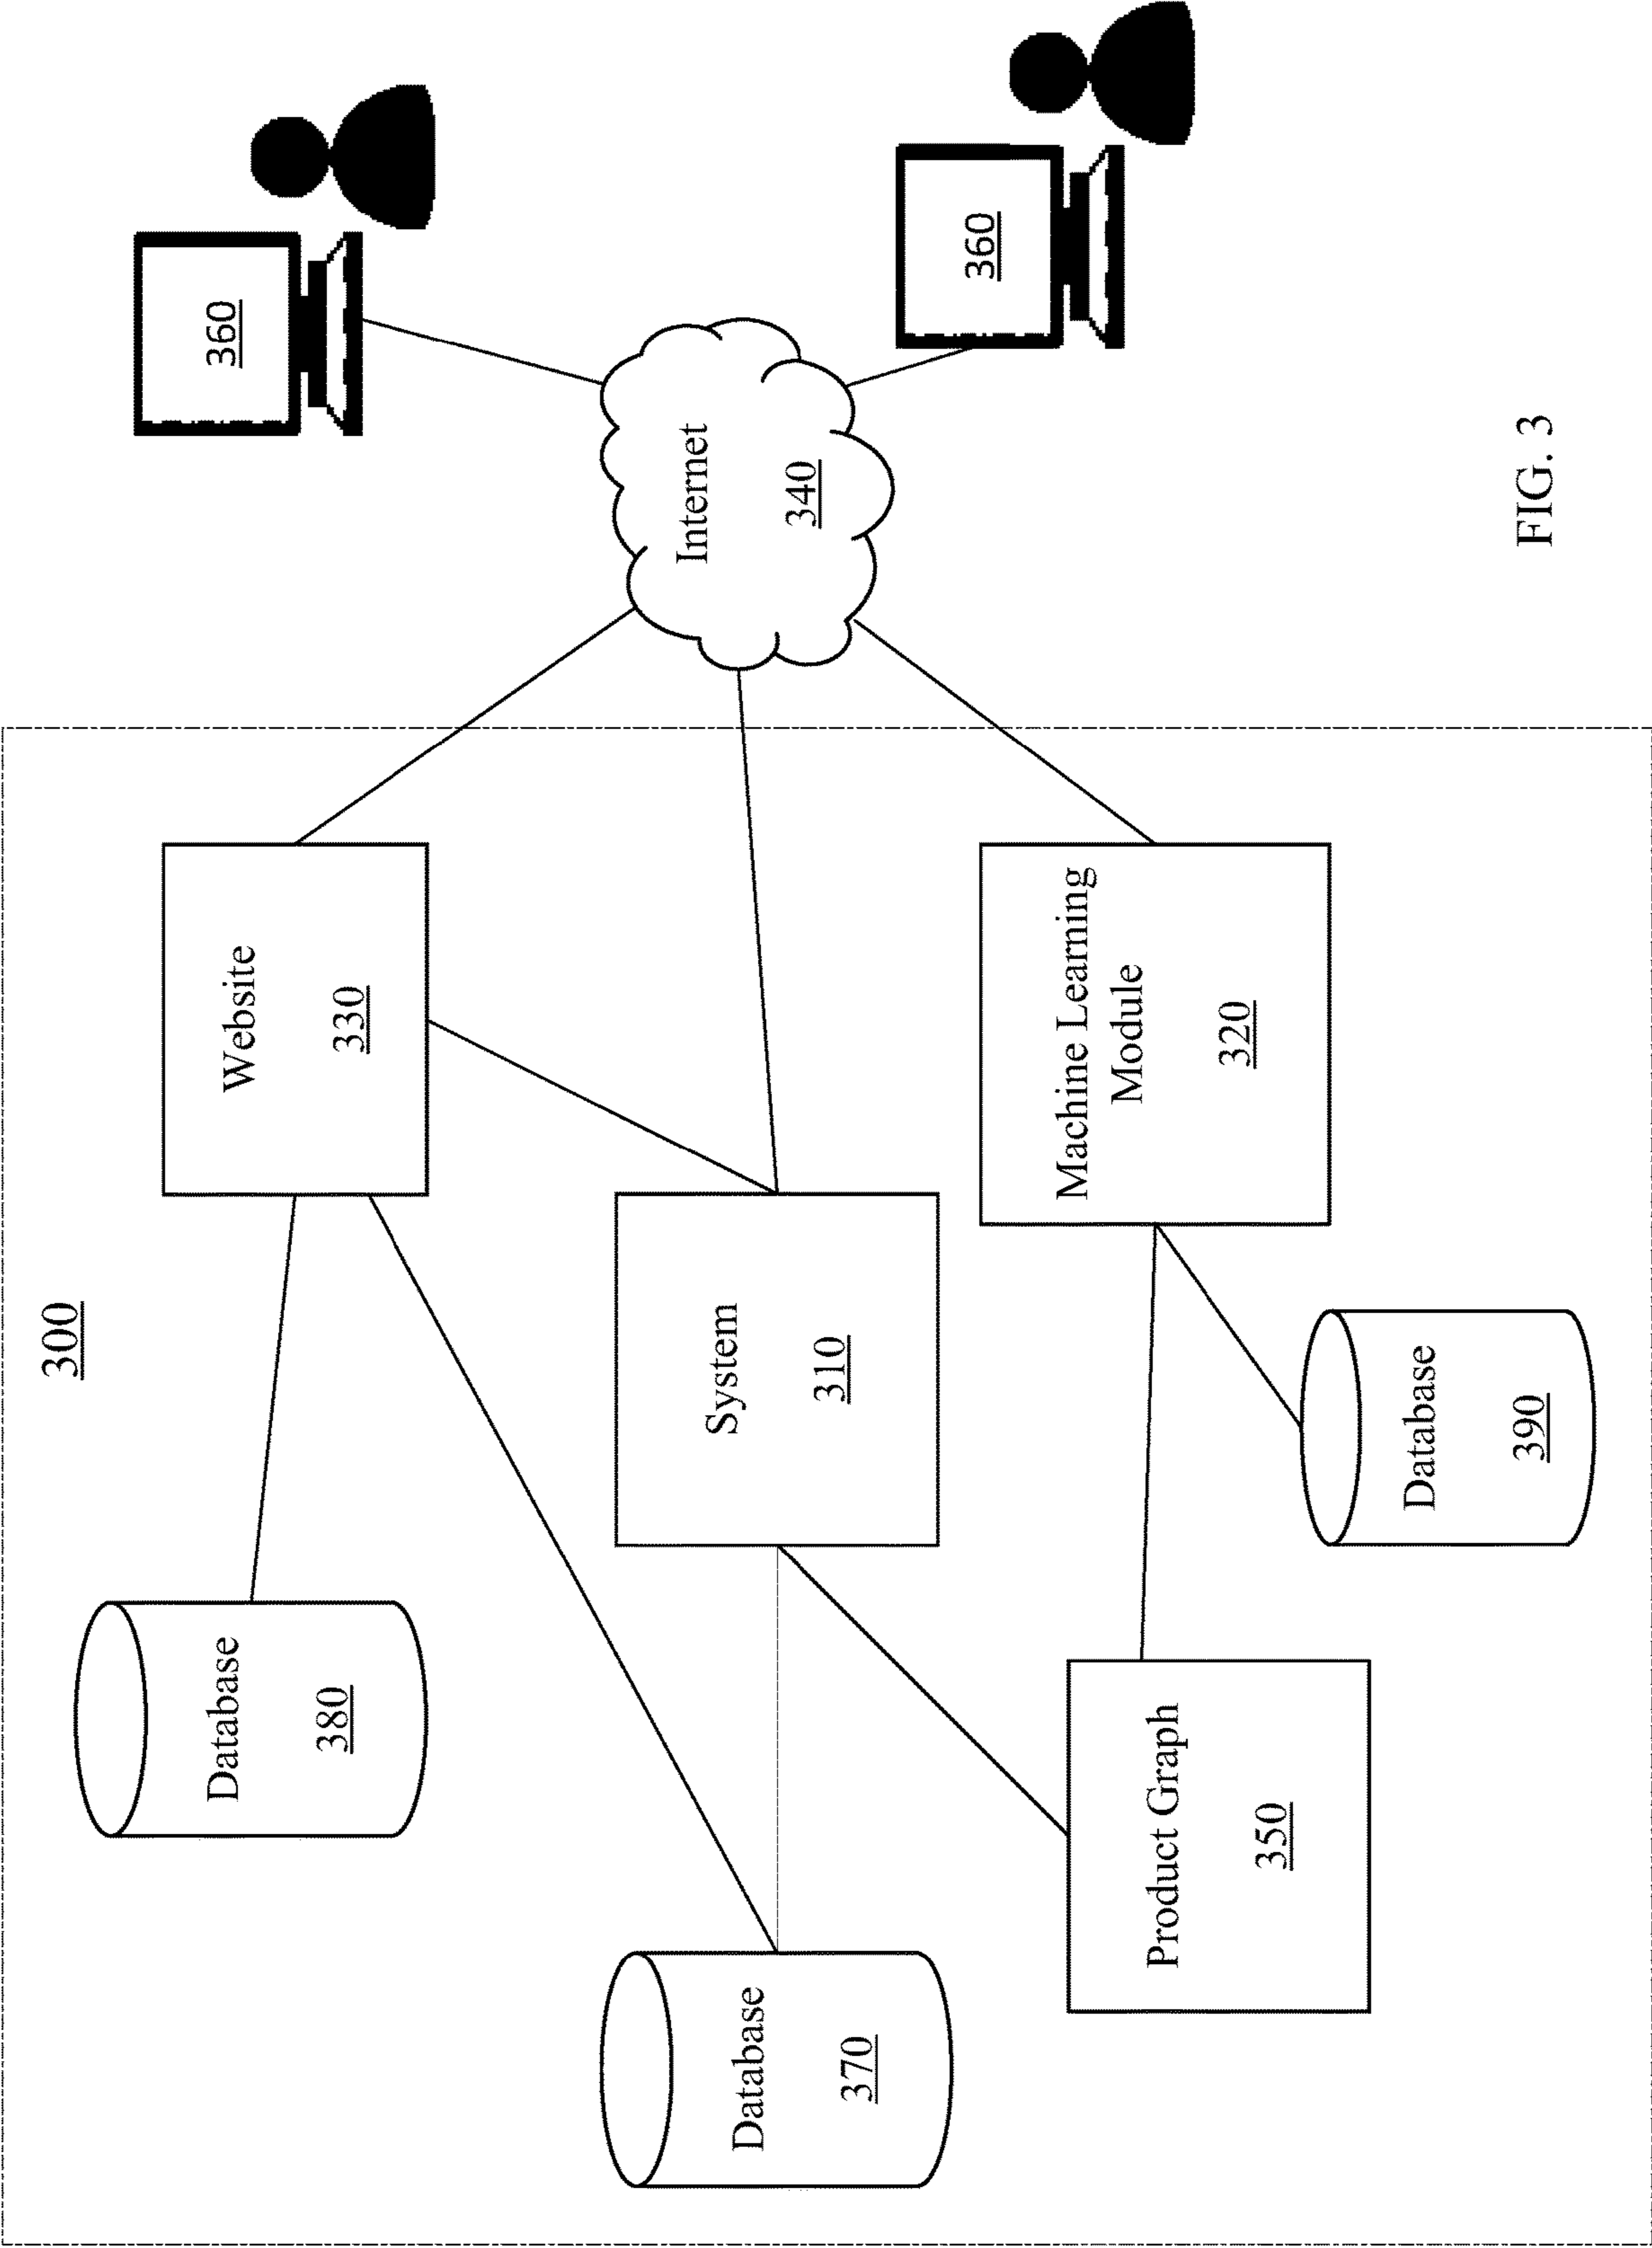 300
Database
380
Website
330
360
Database
370
System
310
Internet
340
360
Product Graph
350
Machine Learning
Module
320
Database
390
FIG. 3